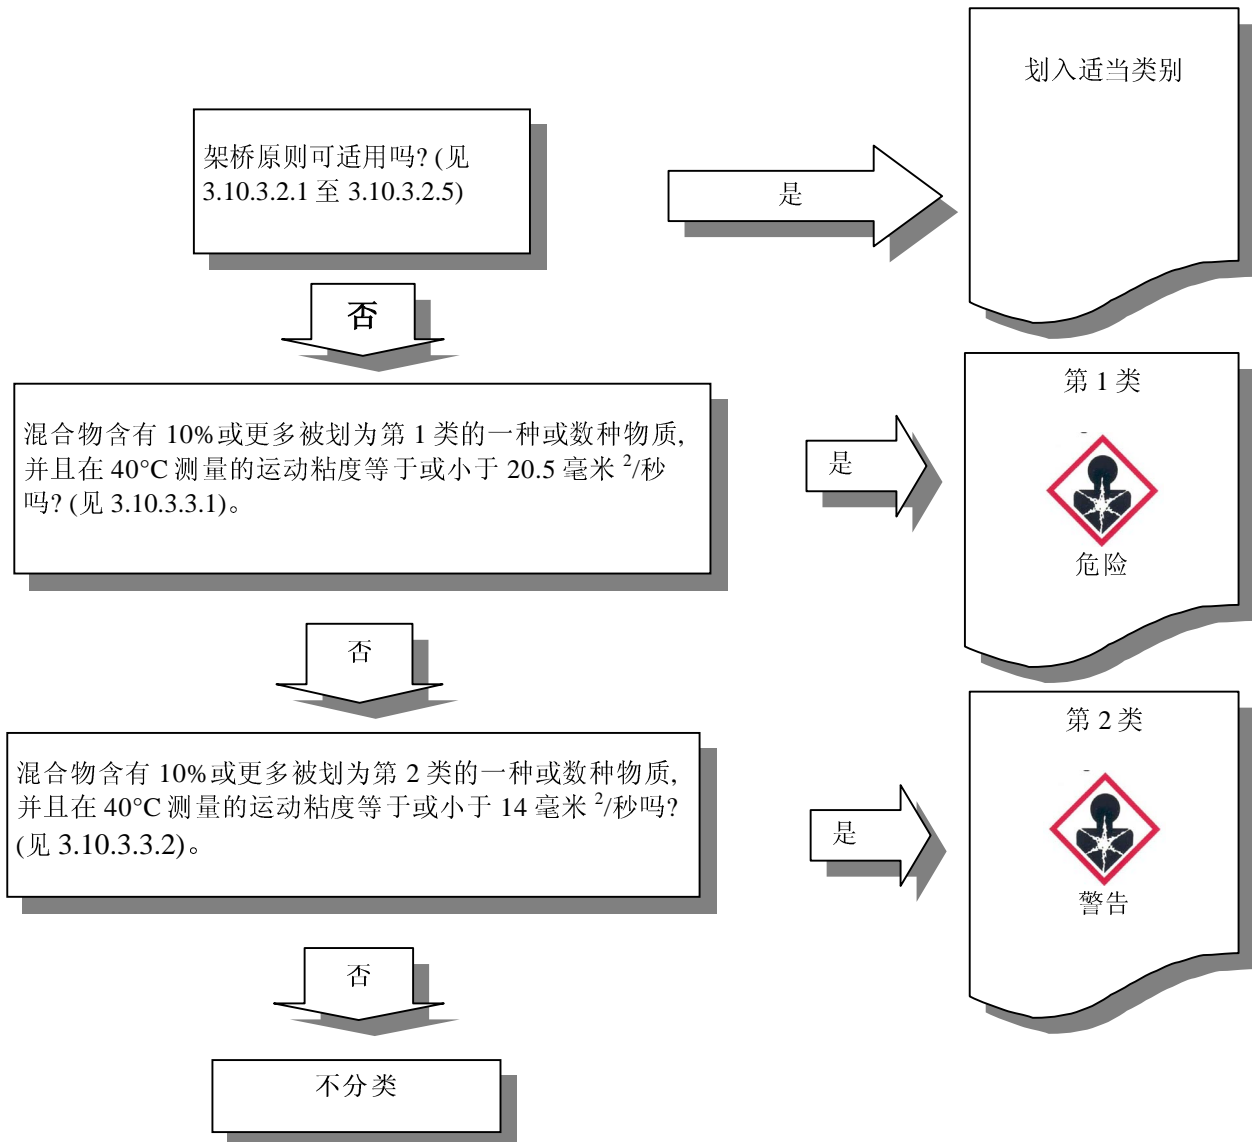 架桥原则可适用吗? (见
3.10.3.2.1 至 3.10.3.2.5)
是
划入适当类别
否
混合物含有 10%或更多被划为第 1 类的一种或数种物质,
并且在 40°C 测量的运动粘度等于或小于 20.5 毫米 ²/秒
吗? (见 3.10.3.3.1)。
是
第 1 类
危险
否
混合物含有 10%或更多被划为第 2 类的一种或数种物质,
并且在 40°C 测量的运动粘度等于或小于 14 毫米 ²/秒吗?
(见 3.10.3.3.2)。
是
第 2 类
警告
否
不分类